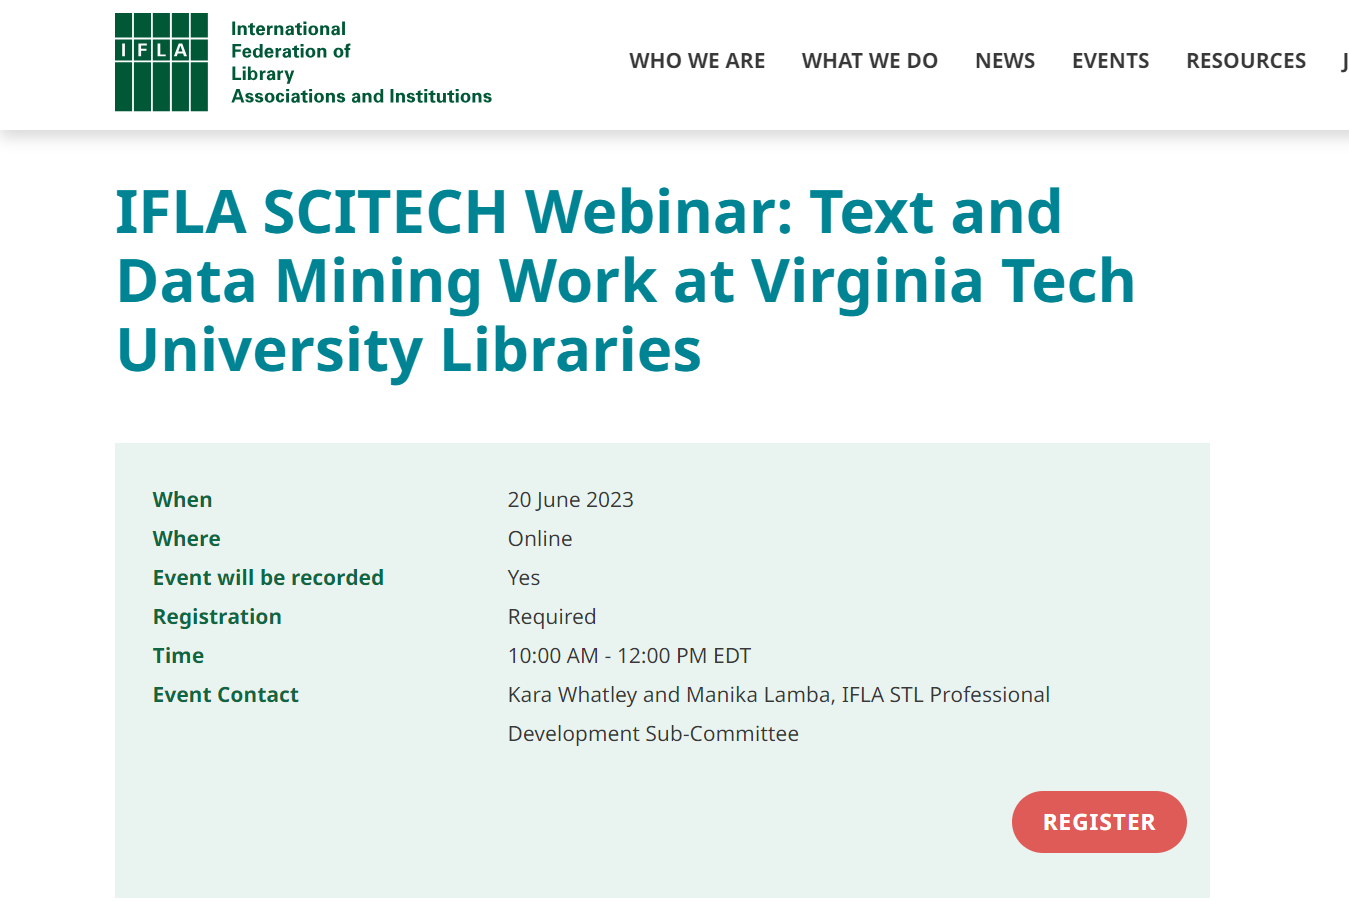 IFLA
International
Federation of
Library
Associations and Institutions
WHO WE ARE WHAT WE DO NEWS EVENTS RESOURCES J
IFLA SCITECH Webinar: Text and
Data Mining Work at Virginia Tech
University Libraries
When 20 June 2023
Where Online
Event will be recorded Yes
Registration Required
Time 10:00 AM - 12:00 PM EDT
Event Contact Kara Whatley and Manika Lamba, IFLA STL Professional
Development Sub-Committee
REGISTER